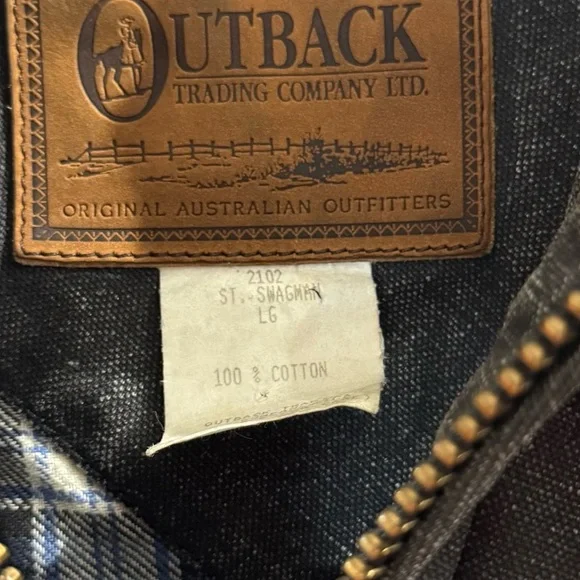 OUTBACK
TRADING COMPANY LTD.
ORIGINAL AUSTRALIAN OUTFITTERS
2102
ST. SWAGMAN
LG
100 % COTTON